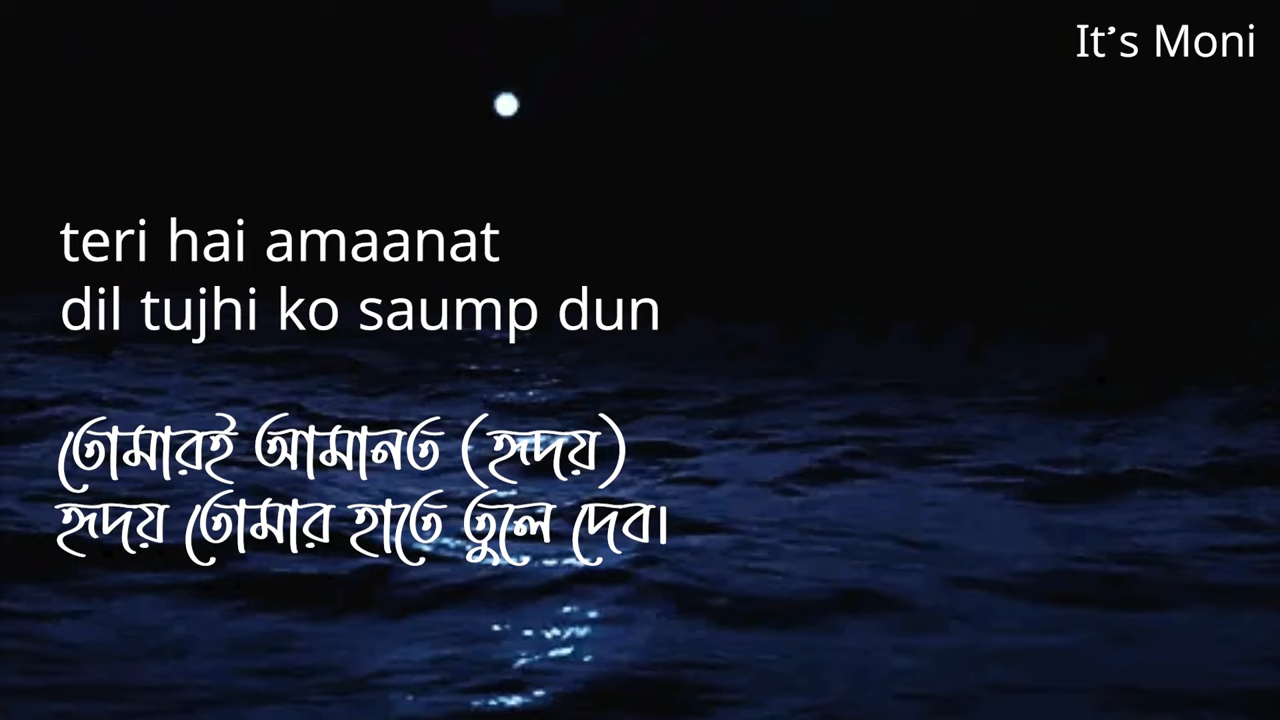 It's Moni
teri hai amaanat
dil tujhi ko saump dun
তোমারই আমানত (হৃদয়)
হৃদয় তোমার হাতে তুলে দেব।